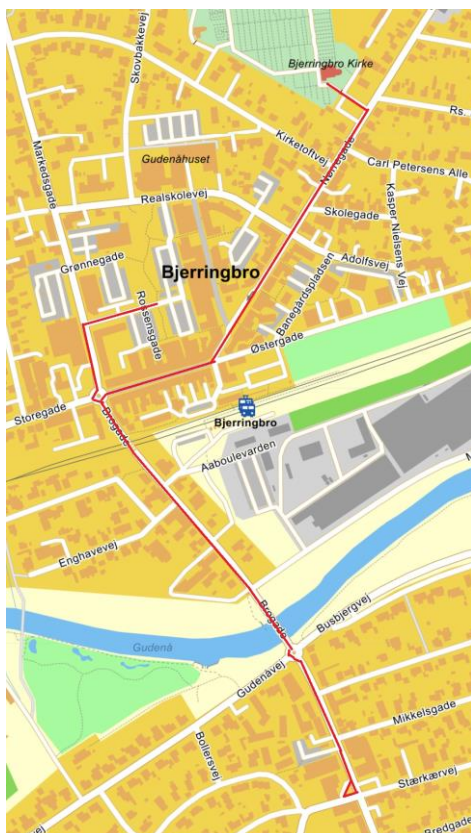 Bjerringbro Kirke
Skovbakkevej
Rs.
Markedsgade
Kirketoftvej
Nørregade
Gudenåhuset
Carl Petersens Alle
Realskolevej
Kasper Nielsens Vej
Skolegade
Grønnegade
Adolfsvej
Bjerringbro
Banegårdspladsen
Rossensgade
Østergade
Storegade
Brogade
Bjerringbro
Aaboulevarden
Enghavevej
Brogade
Busbjergvej
Gudenå
Gudenåvej
Mikkelsgade
Bollersvej
Stærkærvej
Bredgade